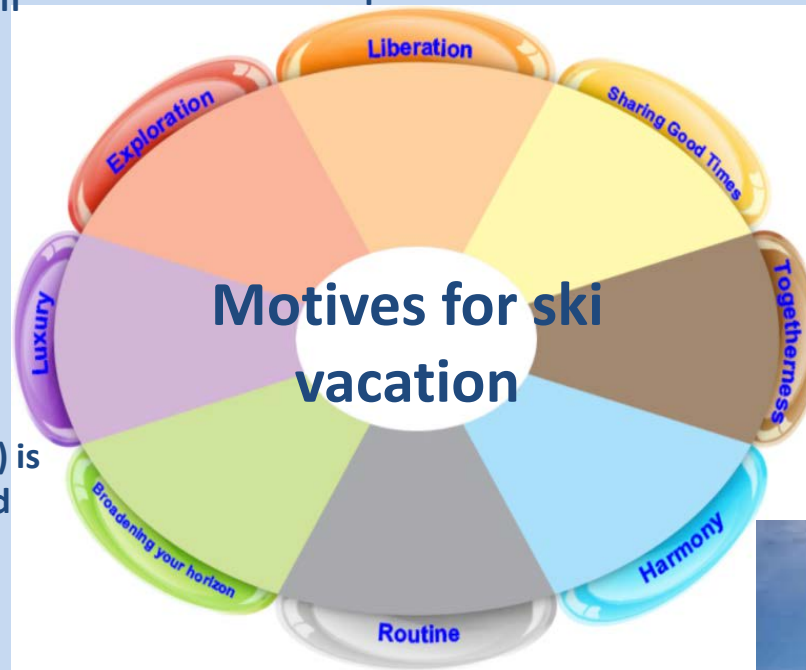 Liberation
Exploration
Sharing Good Times
Luxury
Togetherness
Motives for ski
vacation
) is
Broadening your horizon
Harmony
Routine